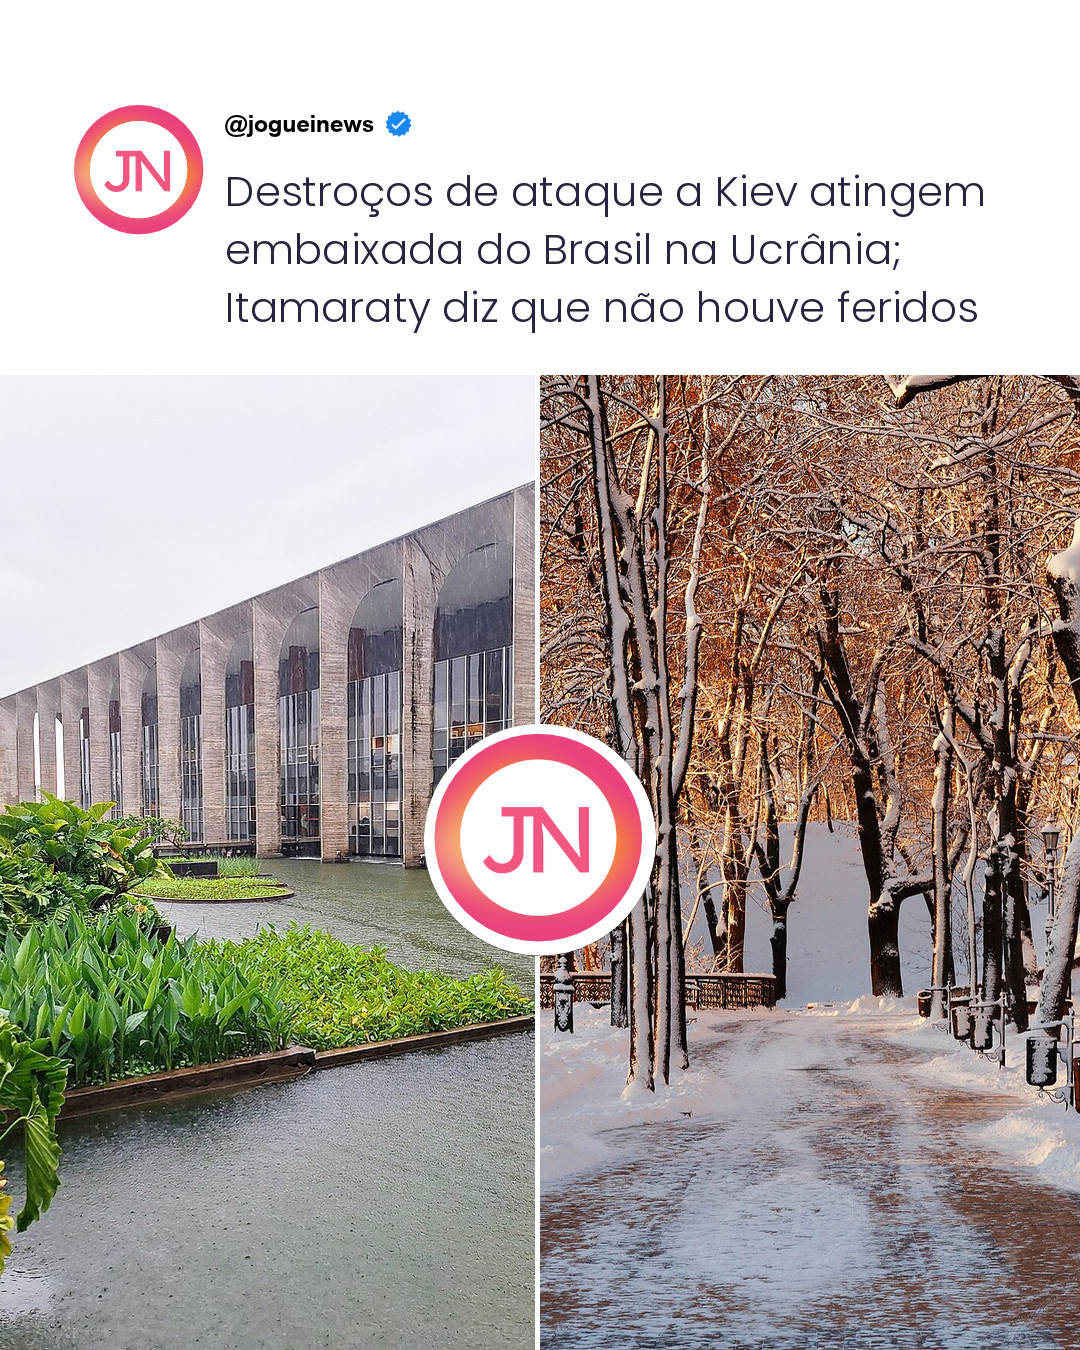 JN
@jogueinews
Destroços de ataque a Kiev atingem
embaixada do Brasil na Ucrânia;
Itamaraty diz que não houve feridos
JN